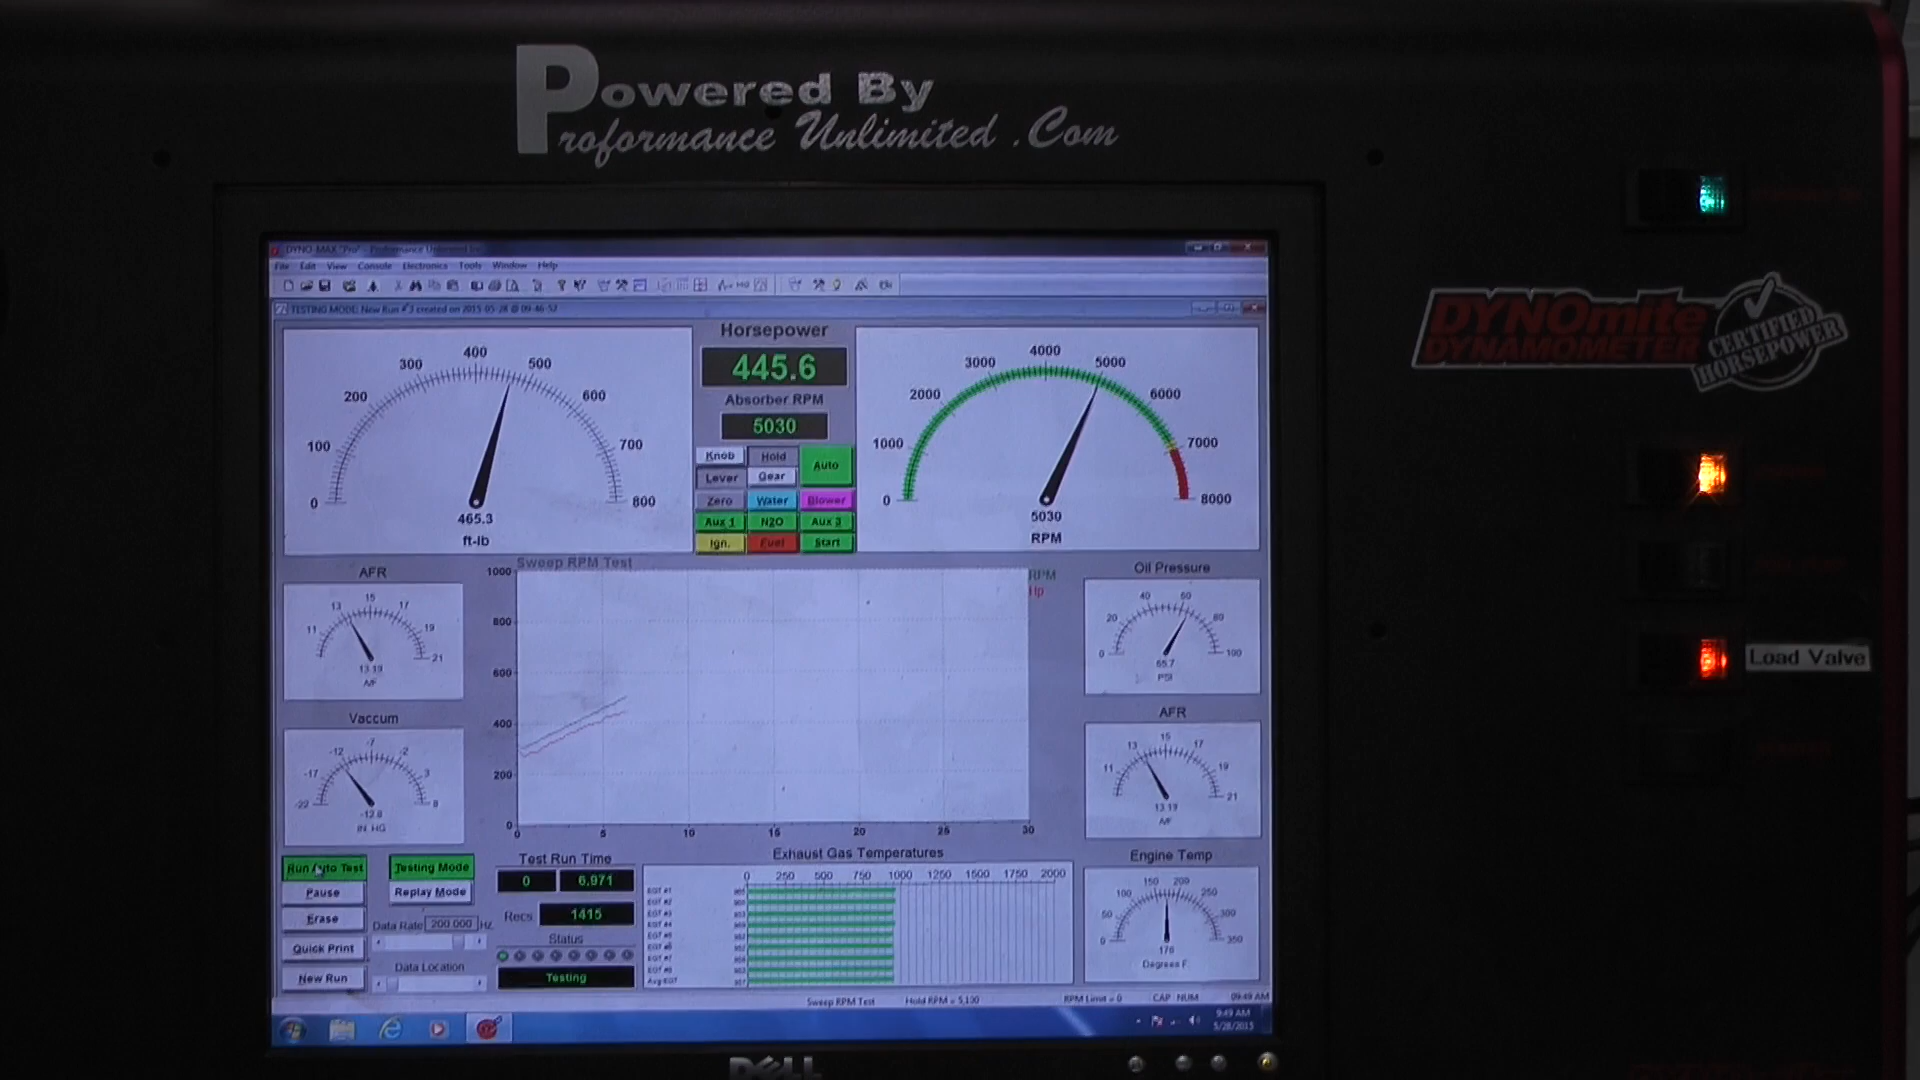 Powered By
Proformance Unlimited .Com
File Edit View Console Electronics Tools Window Help
TESTING MODE: New Run #3 created on 2015-05-28 @ 09-46-52
DYNOmite
DYNAMOMETER
CERTIFIED
HORSEPOWER
0 100 200 300 400 500 600 700 800
465.3
ft-lb
Horsepower
445.6
Absorber RPM
5030
Knob Hold Auto
Lever Gear
Zero Water Blower
Aux 1 N2O Aux 3
Ign. Fuel Start
0 1000 2000 3000 4000 5000 6000 7000 8000
5030
RPM
Load Valve
AFR
11 13 15 17 19 21
13.19
A/F
Vaccum
-22 -17 -12 -7 -2 3 8
-12.8
IN HG
Sweep RPM Test
1000
800
600
400
200
0
0 5 10 15 20 25 30
RPM
Hp
Oil Pressure
0 20 40 60 80 100
65.7
PSI
AFR
11 13 15 17 19 21
13.19
A/F
Run Auto Test
Testing Mode
Pause
Replay Mode
Erase
Data Rate 200.000 Hz
Quick Print
Data Location
New Run
Test Run Time
0 6.971
Recs 1415
Status
Testing
Exhaust Gas Temperatures
0 250 500 750 1000 1250 1500 1750 2000
EGT #1
EGT #2
EGT #3
EGT #4
EGT #5
EGT #6
EGT #7
EGT #8
Avg EGT
Engine Temp
0 50 100 150 200 250 300 350
176
Degrees F
Sweep RPM Test Hold RPM = 5,100 RPM Limit = 0 CAP NUM 09:49 AM
9:49 AM
5/28/2015
DELL